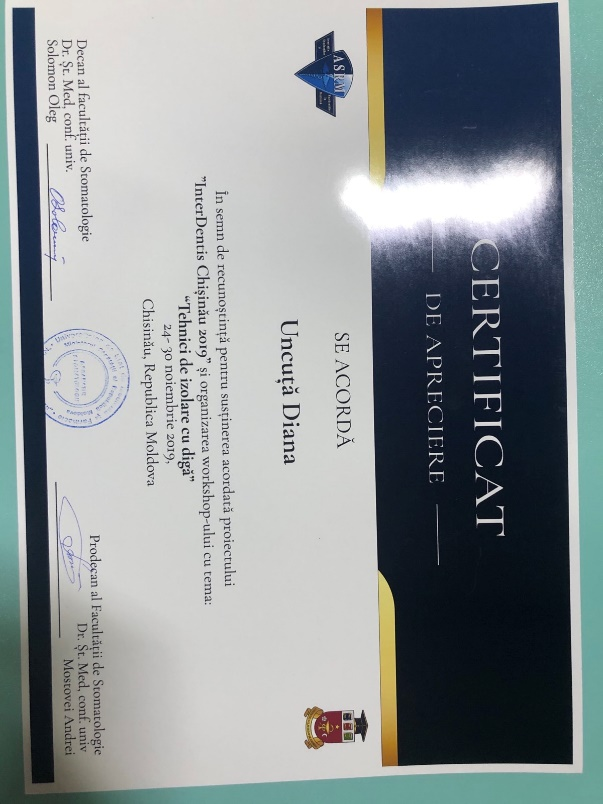 CERTIFICAT
DE APRECIERE
ASRM
SE ACORDĂ
Uncuță Diana
În semn de recunoștință pentru susținerea acordată proiectului
"InterDentis Chișinău 2019" și organizarea workshop-ului cu tema:
"Tehnici de izolare cu digă"
24-30 noiembrie 2019,
Chisinău, Republica Moldova
Decan al facultății de Stomatologie
Dr. Șt. Med, conf. univ.
Solomon Oleg
Prodecan al Facultății de Stomatologie
Dr. Șt. Med, conf. univ
Mostovei Andrei